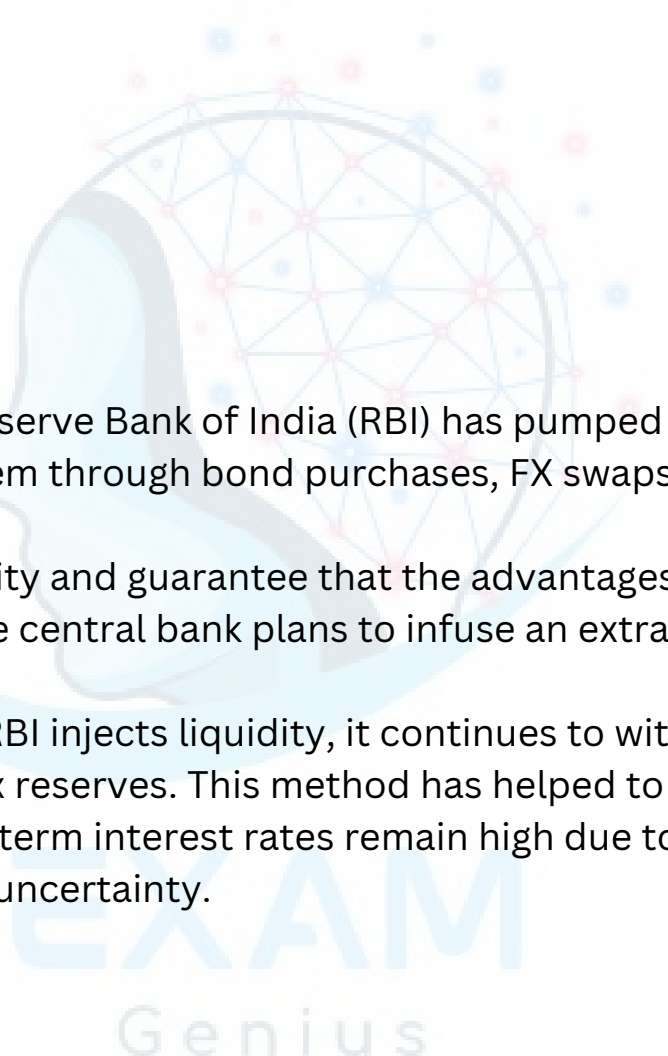 serve Bank of India (RBI) has pumped
em through bond purchases, FX swaps
ity and guarantee that the advantages
e central bank plans to infuse an extra
RBI injects liquidity, it continues to wit
x reserves. This method has helped to
term interest rates remain high due to
uncertainty.
EXAM
Genius